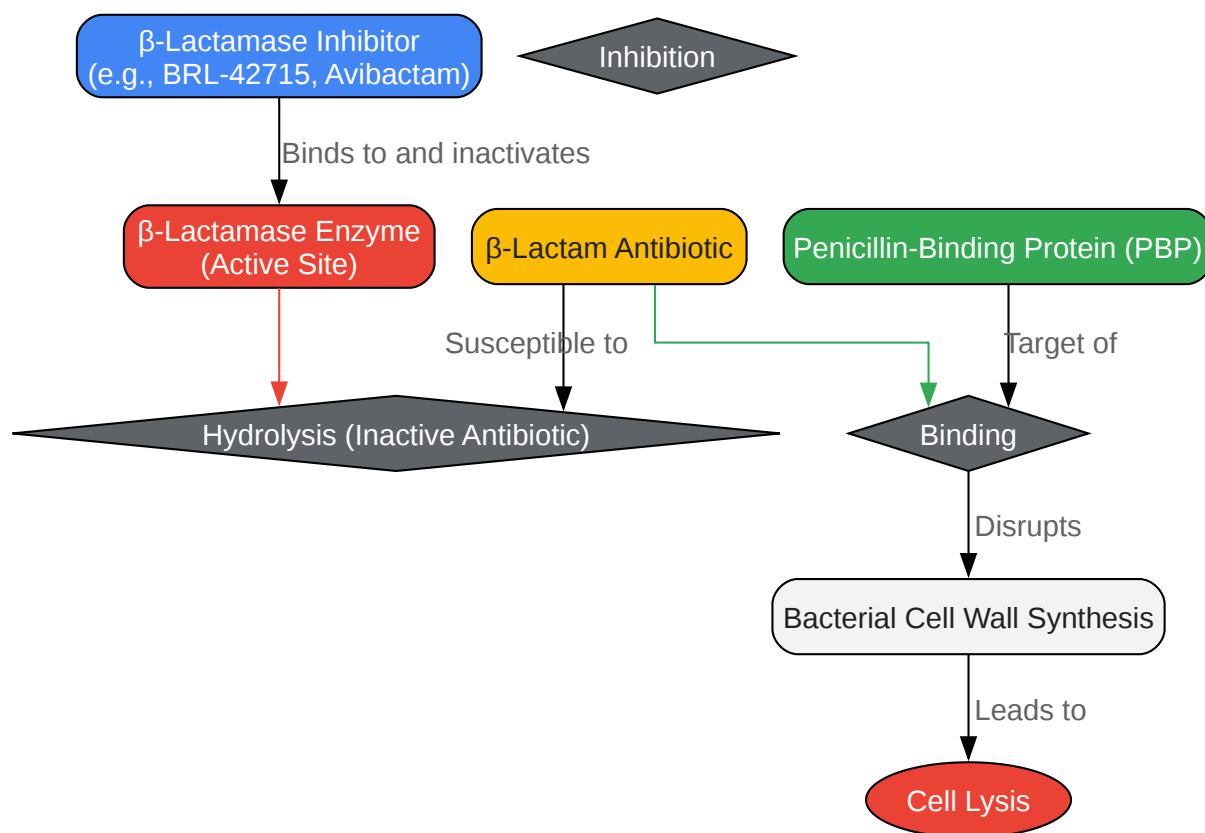 β-Lactamase Inhibitor
(e.g., BRL-42715, Avibactam)
Inhibition
Binds to and inactivates
β-Lactamase Enzyme
(Active Site)
β-Lactam Antibiotic
Penicillin-Binding Protein (PBP)
Susceptible to
Target of
Hydrolysis (Inactive Antibiotic)
Binding
Disrupts
Bacterial Cell Wall Synthesis
Leads to
Cell Lysis